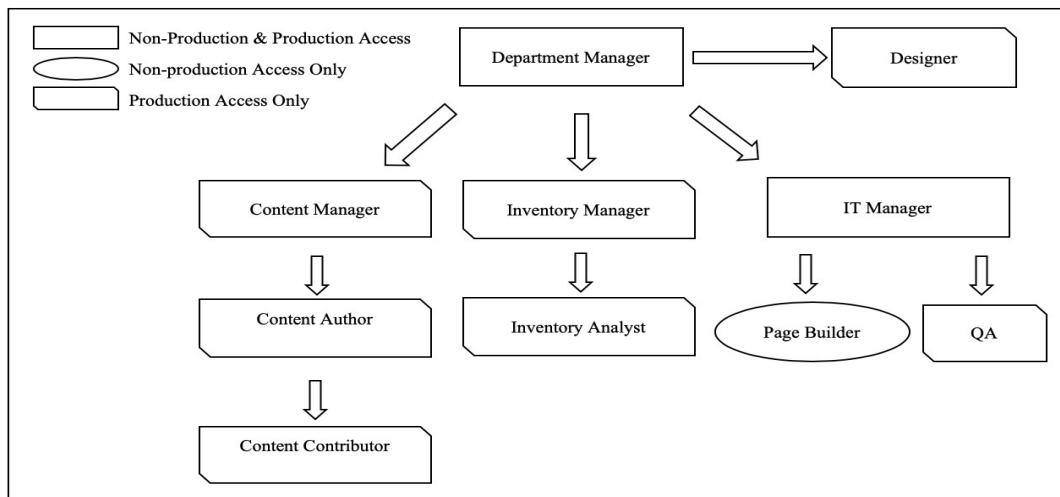 Non-Production & Production Access
Non-production Access Only
Production Access Only
Department Manager
Designer
Content Manager
Inventory Manager
IT Manager
Content Author
Inventory Analyst
Page Builder
QA
Content Contributor